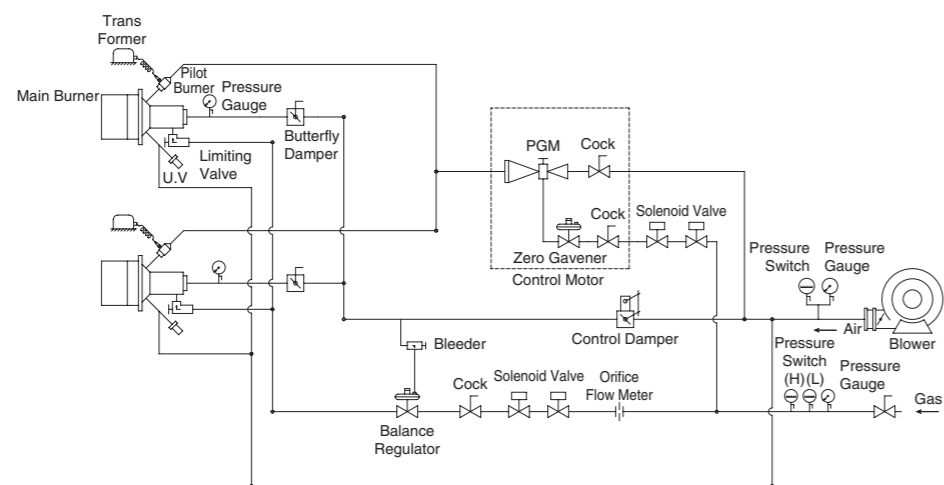 Trans
Former
Pilot
Burner
Pressure
Gauge
Main Burner
Butterfly
Damper
Limiting
Valve
U.V
PGM
Cock
Cock
Solenoid Valve
Zero Gavener
Control Motor
Pressure
Switch
Pressure
Gauge
Control Damper
Air
Blower
Bleeder
Pressure
Switch
(H)(L)
Pressure
Gauge
Cock
Solenoid Valve
Orifice
Flow Meter
Gas
Balance
Regulator